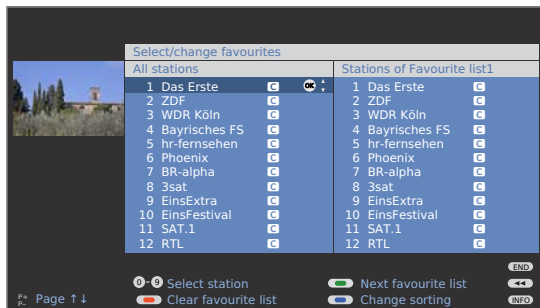 Select/change favourites
All stations Stations of Favourite list1
1 Das Erste C OK 1 Das Erste C
2 ZDF C 2 ZDF C
3 WDR Köln C 3 WDR Köln C
4 Bayrisches FS C 4 Bayrisches FS C
5 hr-fernsehen C 5 hr-fernsehen C
6 Phoenix C 6 Phoenix C
7 BR-alpha C 7 BR-alpha C
8 3sat C 8 3sat C
9 EinsExtra C 9 EinsExtra C
10 EinsFestival C 10 EinsFestival C
11 SAT.1 C 11 SAT.1 C
12 RTL C 12 RTL C
END
0-9 Select station Next favourite list
P+ P- Page ↑↓ Clear favourite list Change sorting INFO